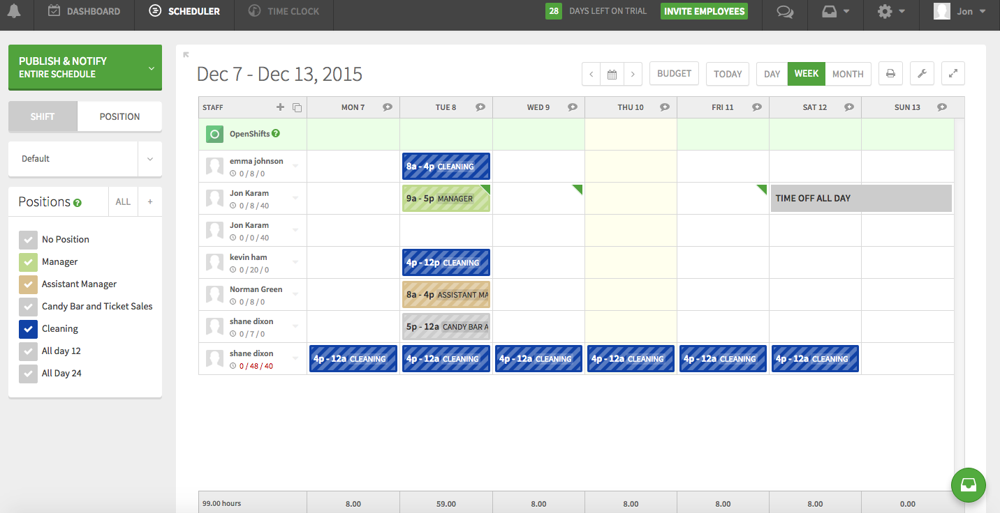 DASHBOARD
SCHEDULER
TIME CLOCK
28 DAYS LEFT ON TRIAL
INVITE EMPLOYEES
Jon
PUBLISH & NOTIFY
ENTIRE SCHEDULE
SHIFT
POSITION
Default
Positions ?
ALL
+
No Position
Manager
Assistant Manager
Candy Bar and Ticket Sales
Cleaning
All day 12
All Day 24
Dec 7 - Dec 13, 2015
BUDGET
TODAY
DAY
WEEK
MONTH
STAFF
MON 7
TUE 8
WED 9
THU 10
FRI 11
SAT 12
SUN 13
OpenShifts ?
emma johnson
0 / 8 / 0
8a - 4p CLEANING
Jon Karam
0 / 8 / 40
9a - 5p MANAGER
TIME OFF ALL DAY
Jon Karam
0 / 0 / 40
kevin ham
0 / 20 / 0
4p - 12p CLEANING
Norman Green
0 / 8 / 0
8a - 4p ASSISTANT MA
shane dixon
0 / 7 / 0
5p - 12a CANDY BAR A
shane dixon
0 / 48 / 40
4p - 12a CLEANING
4p - 12a CLEANING
4p - 12a CLEANING
4p - 12a CLEANING
4p - 12a CLEANING
4p - 12a CLEANING
99.00 hours
8.00
59.00
8.00
8.00
8.00
8.00
0.00